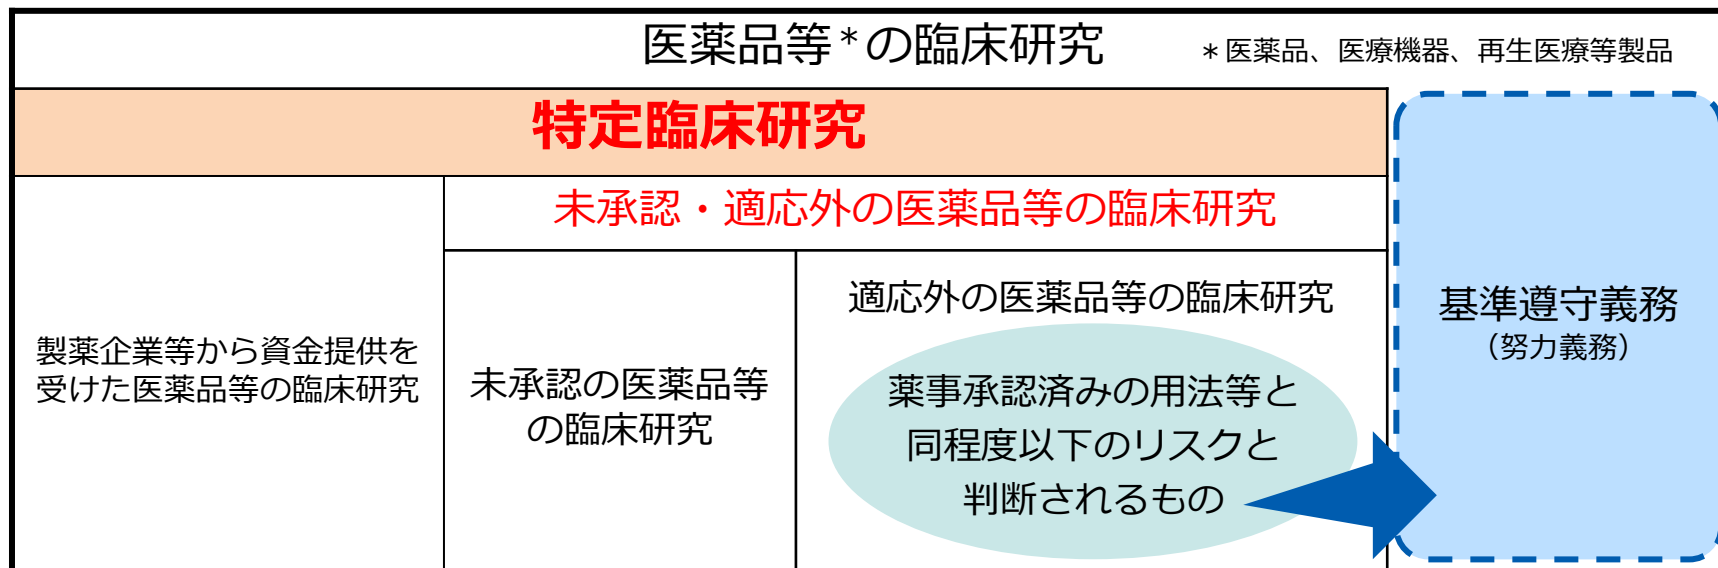 医薬品等*の臨床研究
*医薬品、医療機器、再生医療等製品
特定臨床研究
未承認・適応外の医薬品等の臨床研究
製薬企業等から資金提供を
受けた医薬品等の臨床研究
未承認の医薬品等
の臨床研究
適応外の医薬品等の臨床研究
薬事承認済みの用法等と
同程度以下のリスクと
判断されるもの
基準遵守義務
（努力義務）